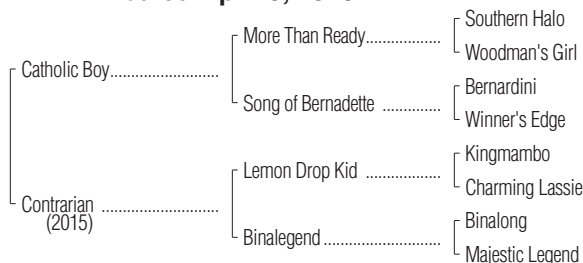 Southern Halo
More Than Ready..................
Woodman's Girl
Catholic Boy......................
Bernardini
Song of Bernadette ..............
Winner's Edge
Kingmambo
Lemon Drop Kid ..................
Charming Lassie
Contrarian ........................
(2015)
Binalong
Binalegend ............................
Majestic Legend